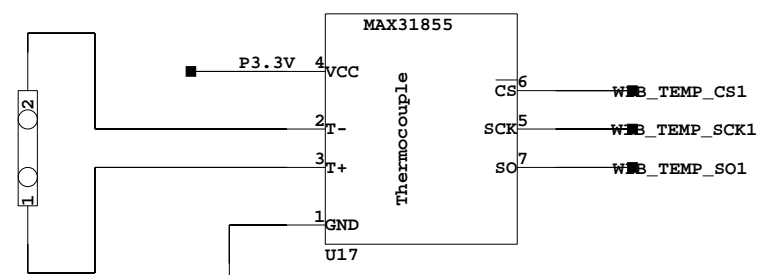 MAX31855
P3.3V
4
VCC
6
CS
2
2
T-
Thermocouple
5
SCK
3
T+
7
SO
1
1
GND
U17